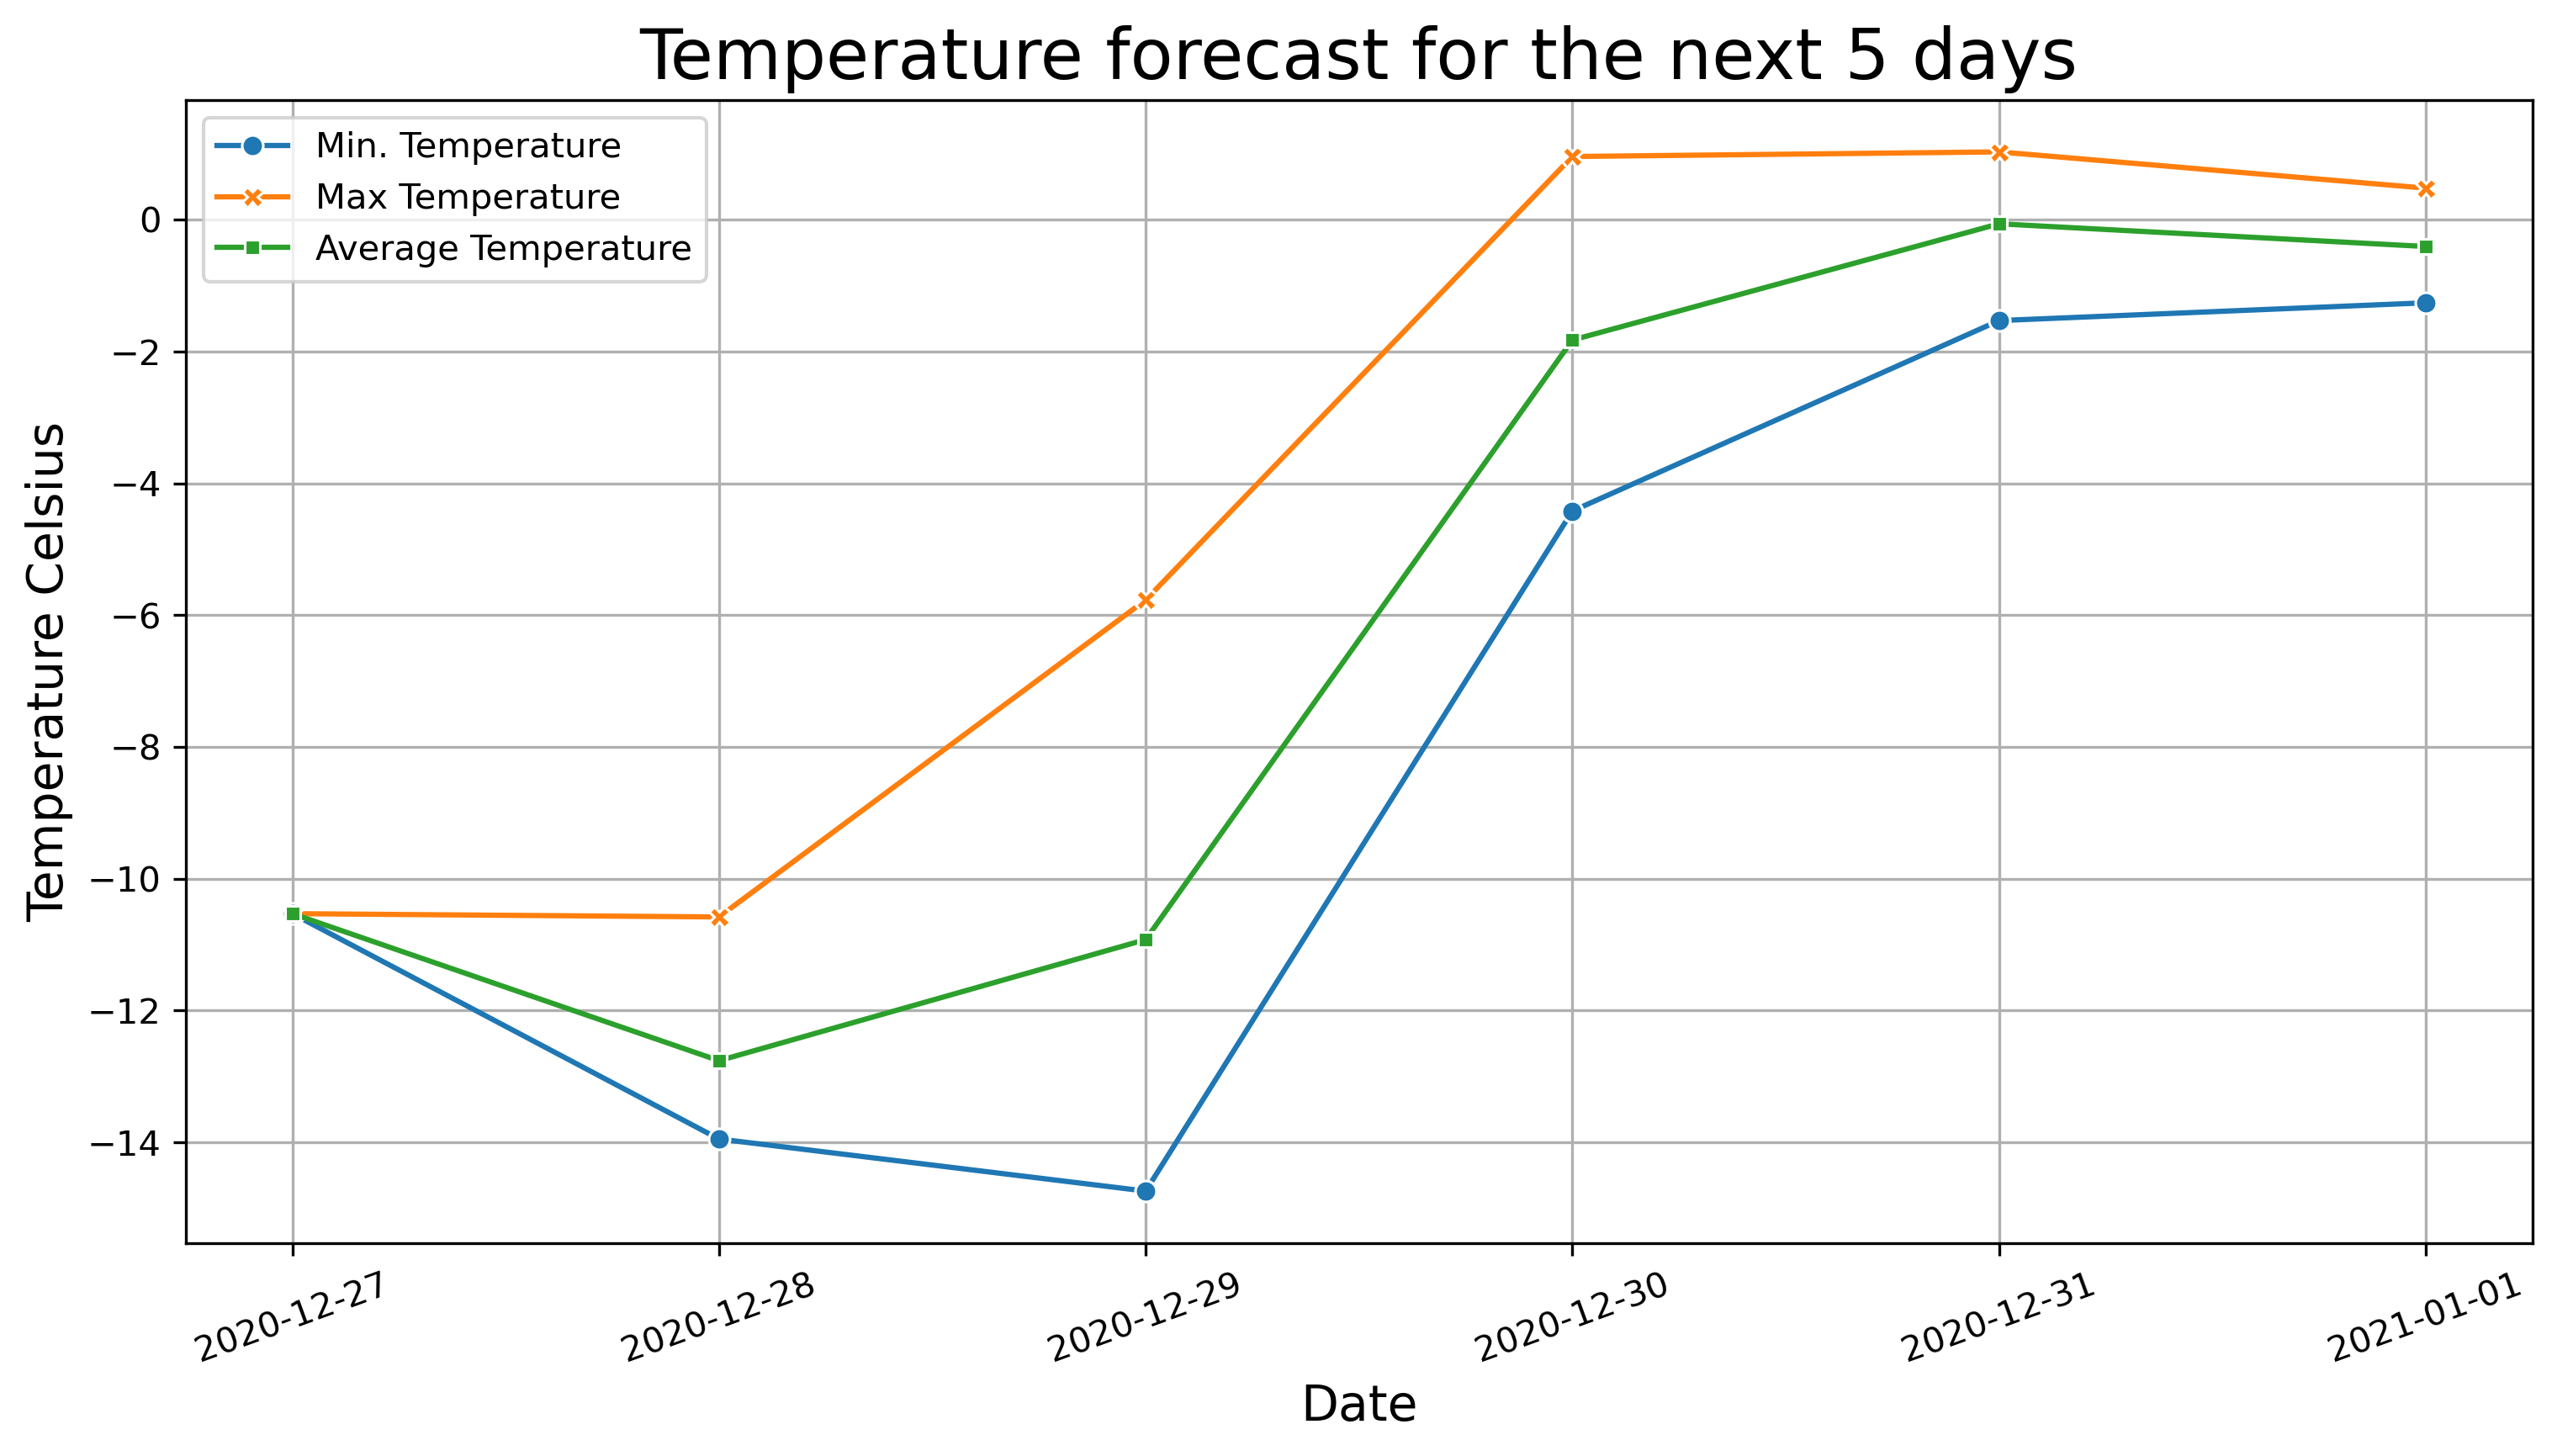 Temperature forecast for the next 5 days
Min. Temperature
Max Temperature
Average Temperature
Temperature Celsius
0
−2
−4
−6
−8
−10
−12
−14
2020-12-27
2020-12-28
2020-12-29
2020-12-30
2020-12-31
2021-01-01
Date